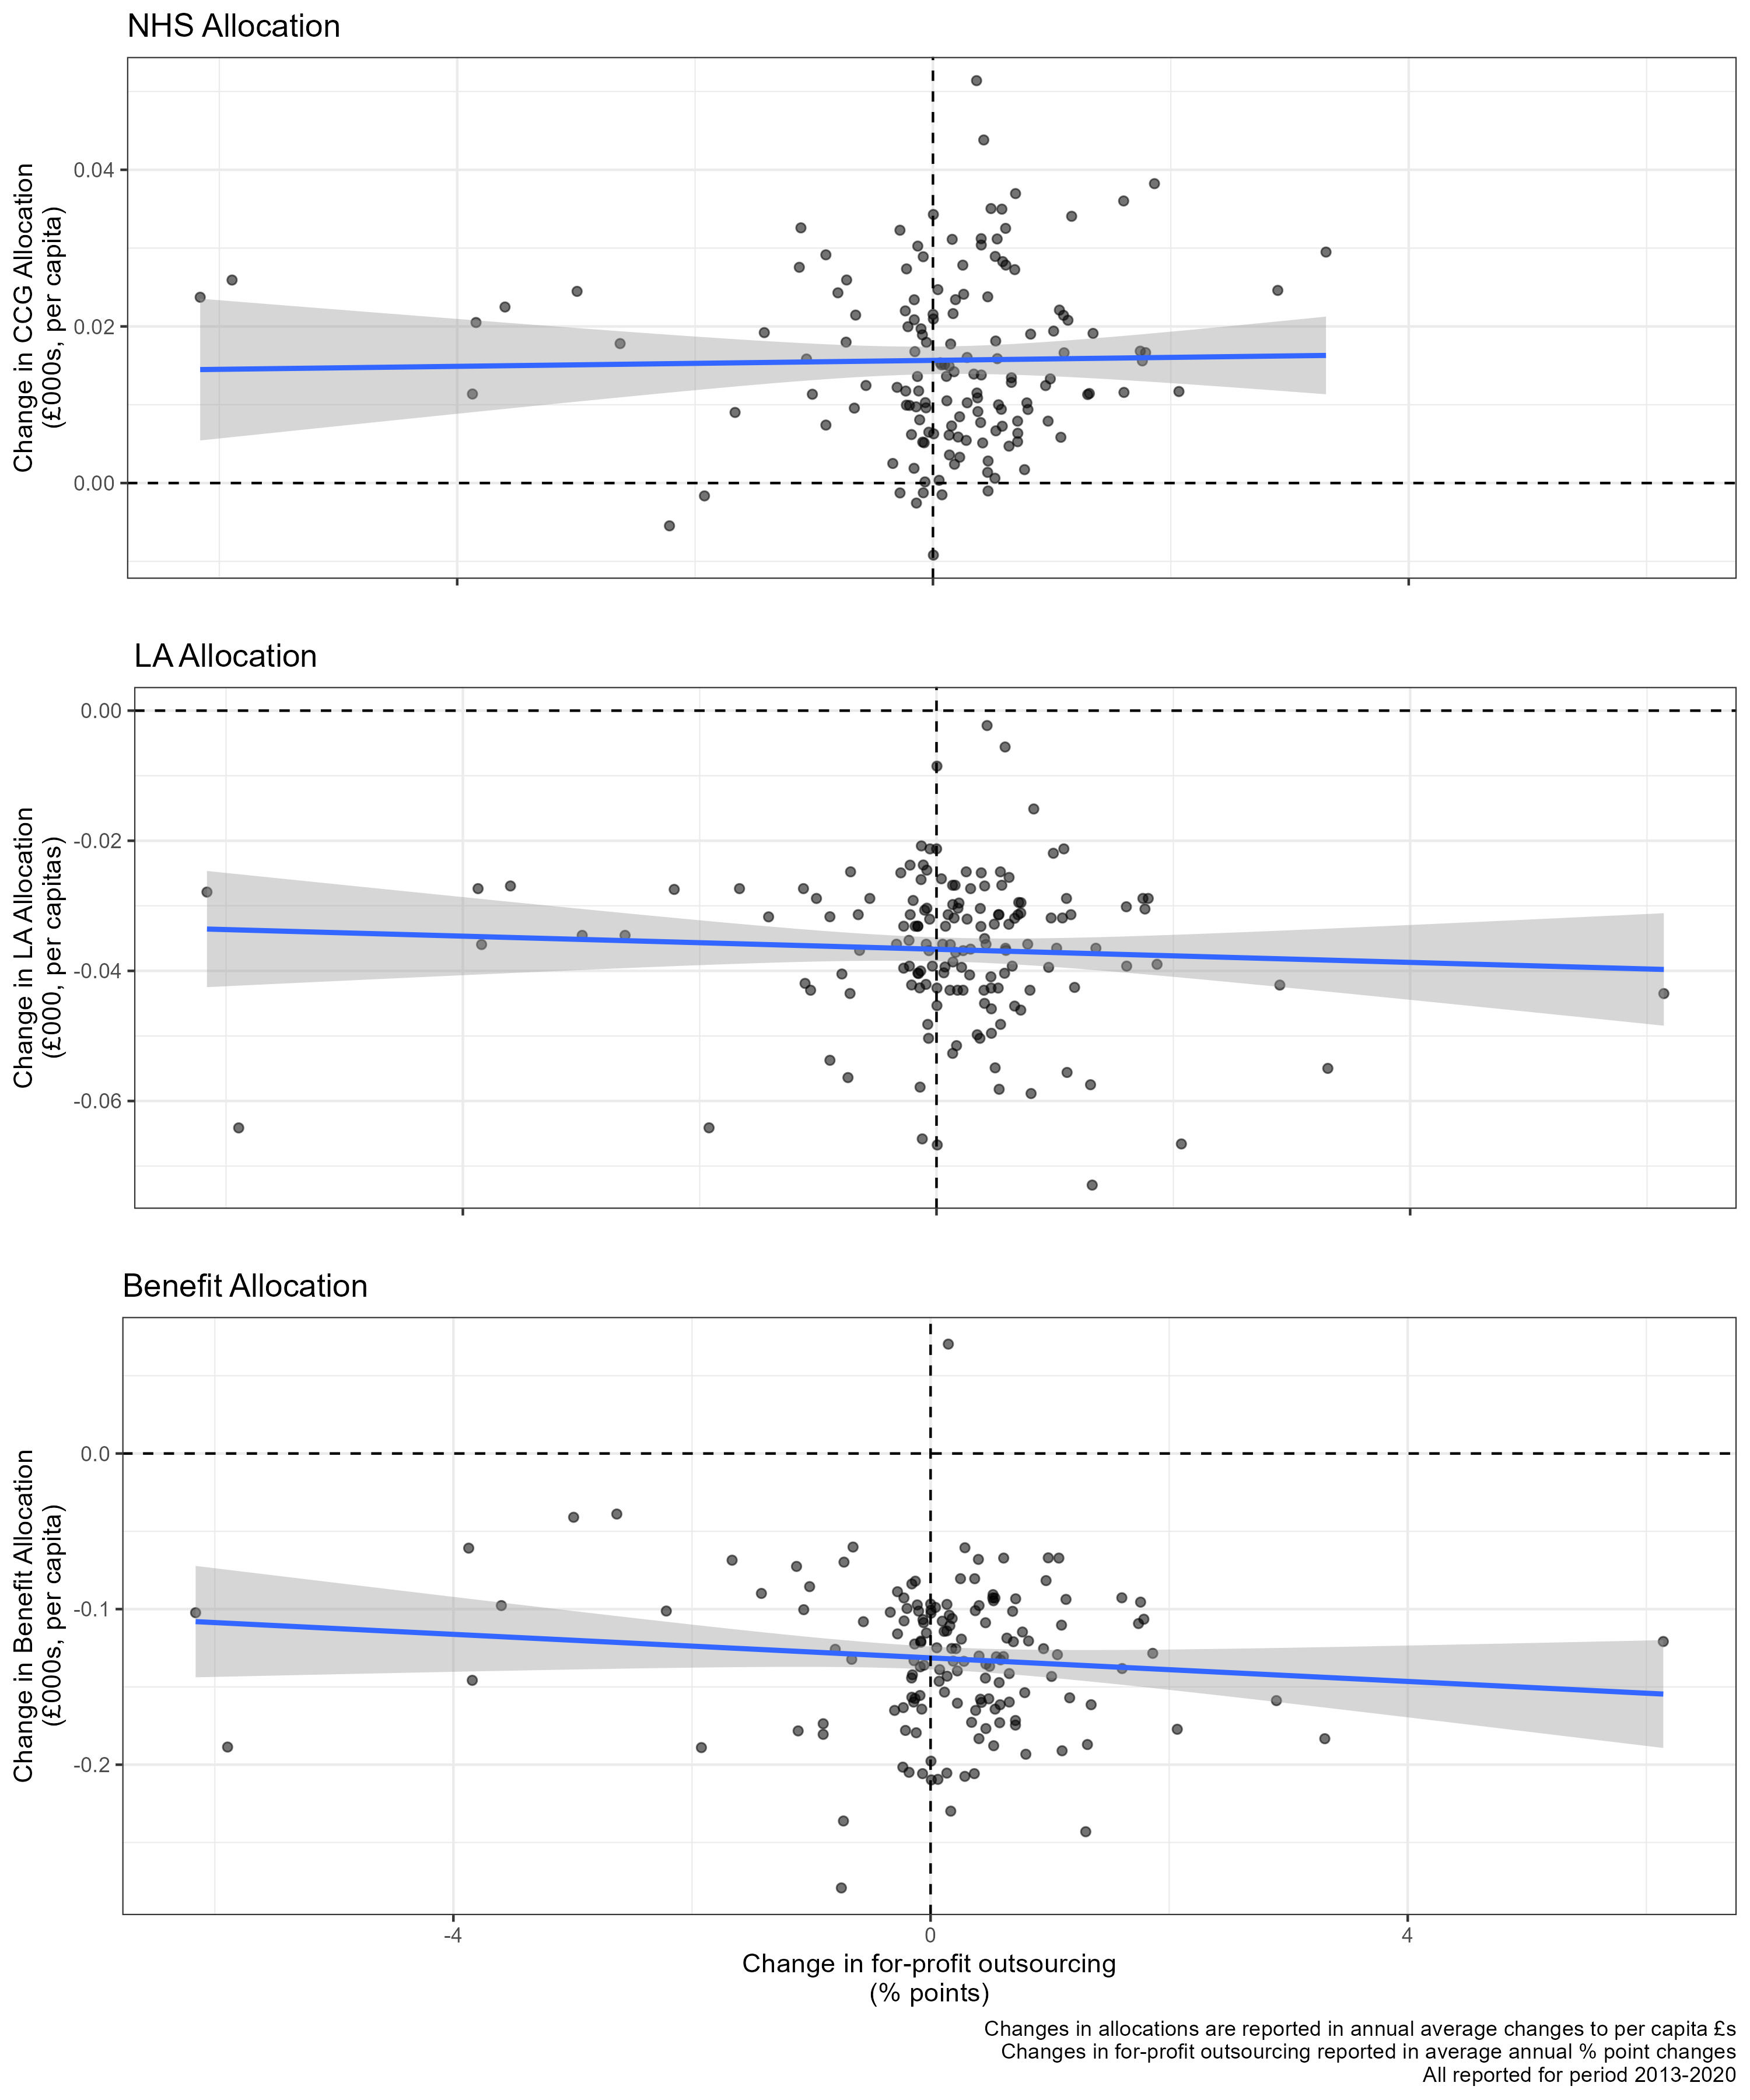 NHS Allocation
Change in CCG Allocation
(£000s, per capita)
0.04
0.02
0.00
LA Allocation
Change in LA Allocation
(£000, per capitas)
0.00
-0.02
-0.04
-0.06
Benefit Allocation
Change in Benefit Allocation
(£000s, per capita)
0.0
-0.1
-0.2
-4
0
4
Change in for-profit outsourcing
(% points)
Changes in allocations are reported in annual average changes to per capita £s
Changes in for-profit outsourcing reported in average annual % point changes
All reported for period 2013-2020